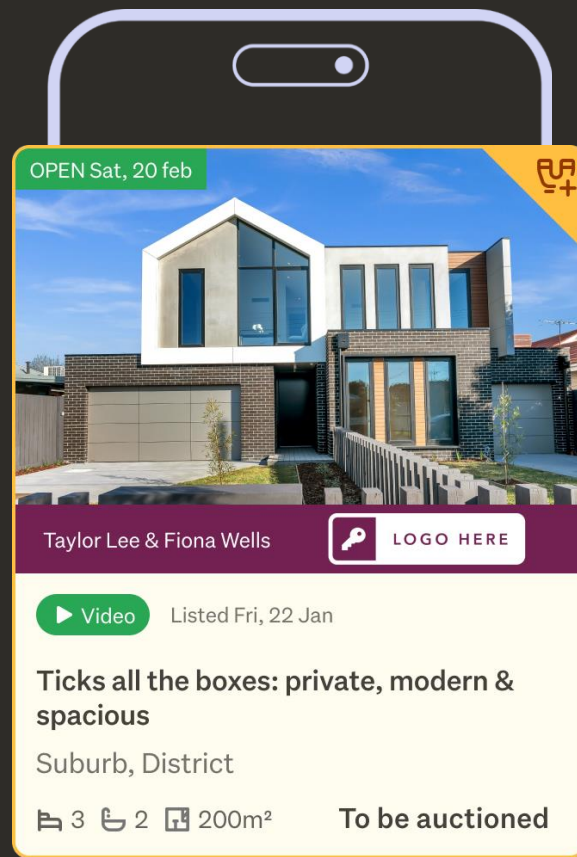 OPEN Sat, 20 feb
Taylor Lee & Fiona Wells
LOGO HERE
Video
Listed Fri, 22 Jan
Ticks all the boxes: private, modern &
spacious
Suburb, District
3 2 200m²
To be auctioned